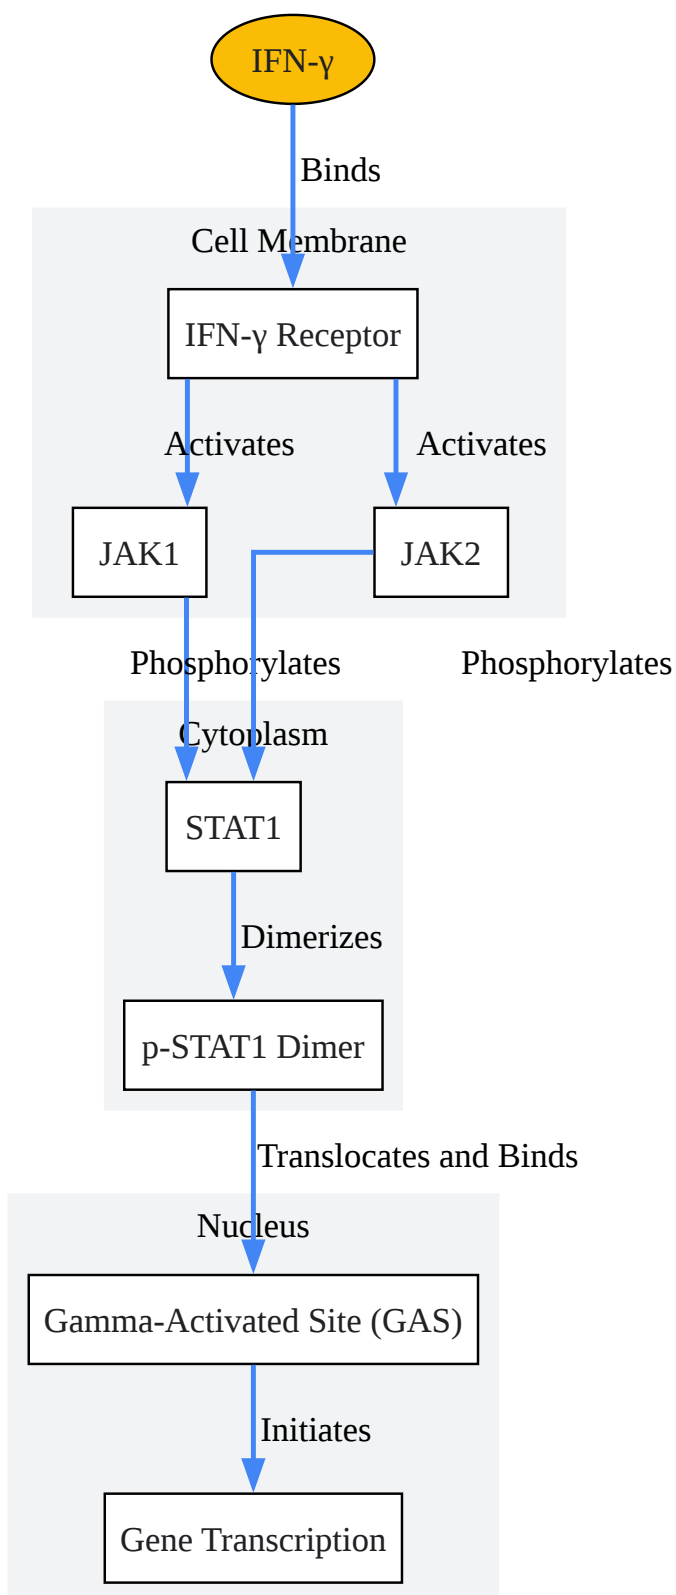 IFN-γ
Binds
Cell Membrane
IFN-γ Receptor
Activates
Activates
JAK1
JAK2
Phosphorylates
Phosphorylates
Cytoplasm
STAT1
Dimerizes
p-STAT1 Dimer
Translocates and Binds
Nucleus
Gamma-Activated Site (GAS)
Initiates
Gene Transcription